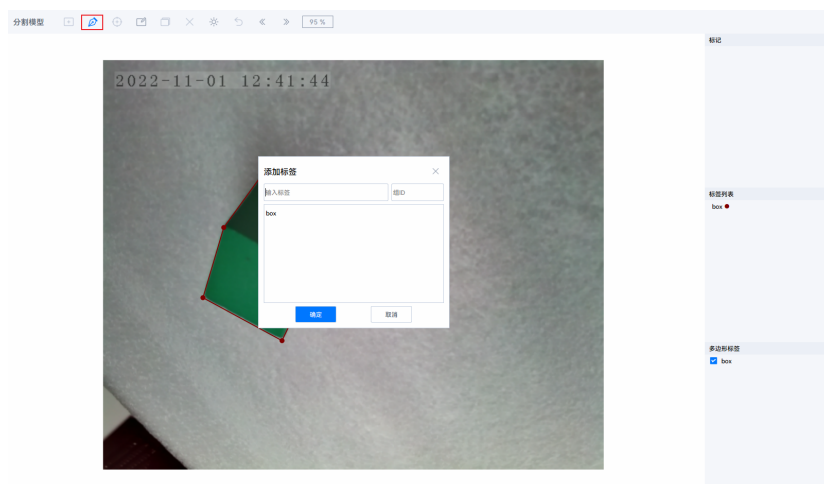 分割模型
95 %
标记
2022-11-01 12:41:44
添加标签
输入标签
组ID
box
确定
取消
标签列表
box
多边形标签
box